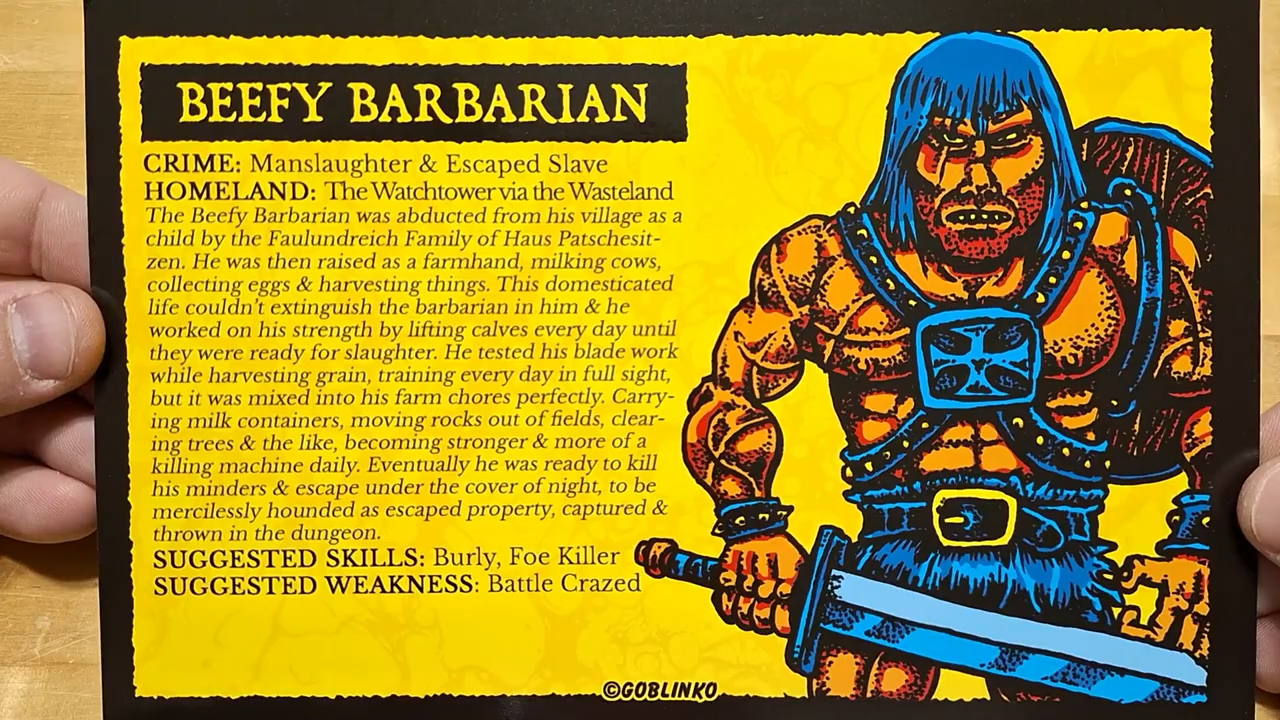 BEEFY BARBARIAN
CRIME: Manslaughter & Escaped Slave
HOMELAND: The Watchtower via the Wasteland
The Beefy Barbarian was abducted from his village as a
child by the Faulundreich Family of Haus Patschesit-
zen. He was then raised as a farmhand, milking cows,
collecting eggs & harvesting things. This domesticated
life couldn't extinguish the barbarian in him & he
worked on his strength by lifting calves every day until
they were ready for slaughter. He tested his blade work
while harvesting grain, training every day in full sight,
but it was mixed into his farm chores perfectly. Carry-
ing milk containers, moving rocks out of fields, clear-
ing trees & the like, becoming stronger & more of a
killing machine daily. Eventually he was ready to kill
his minders & escape under the cover of night, to be
mercilessly hounded as escaped property, captured &
thrown in the dungeon.
SUGGESTED SKILLS: Burly, Foe Killer
SUGGESTED WEAKNESS: Battle Crazed
©GOBLINKO